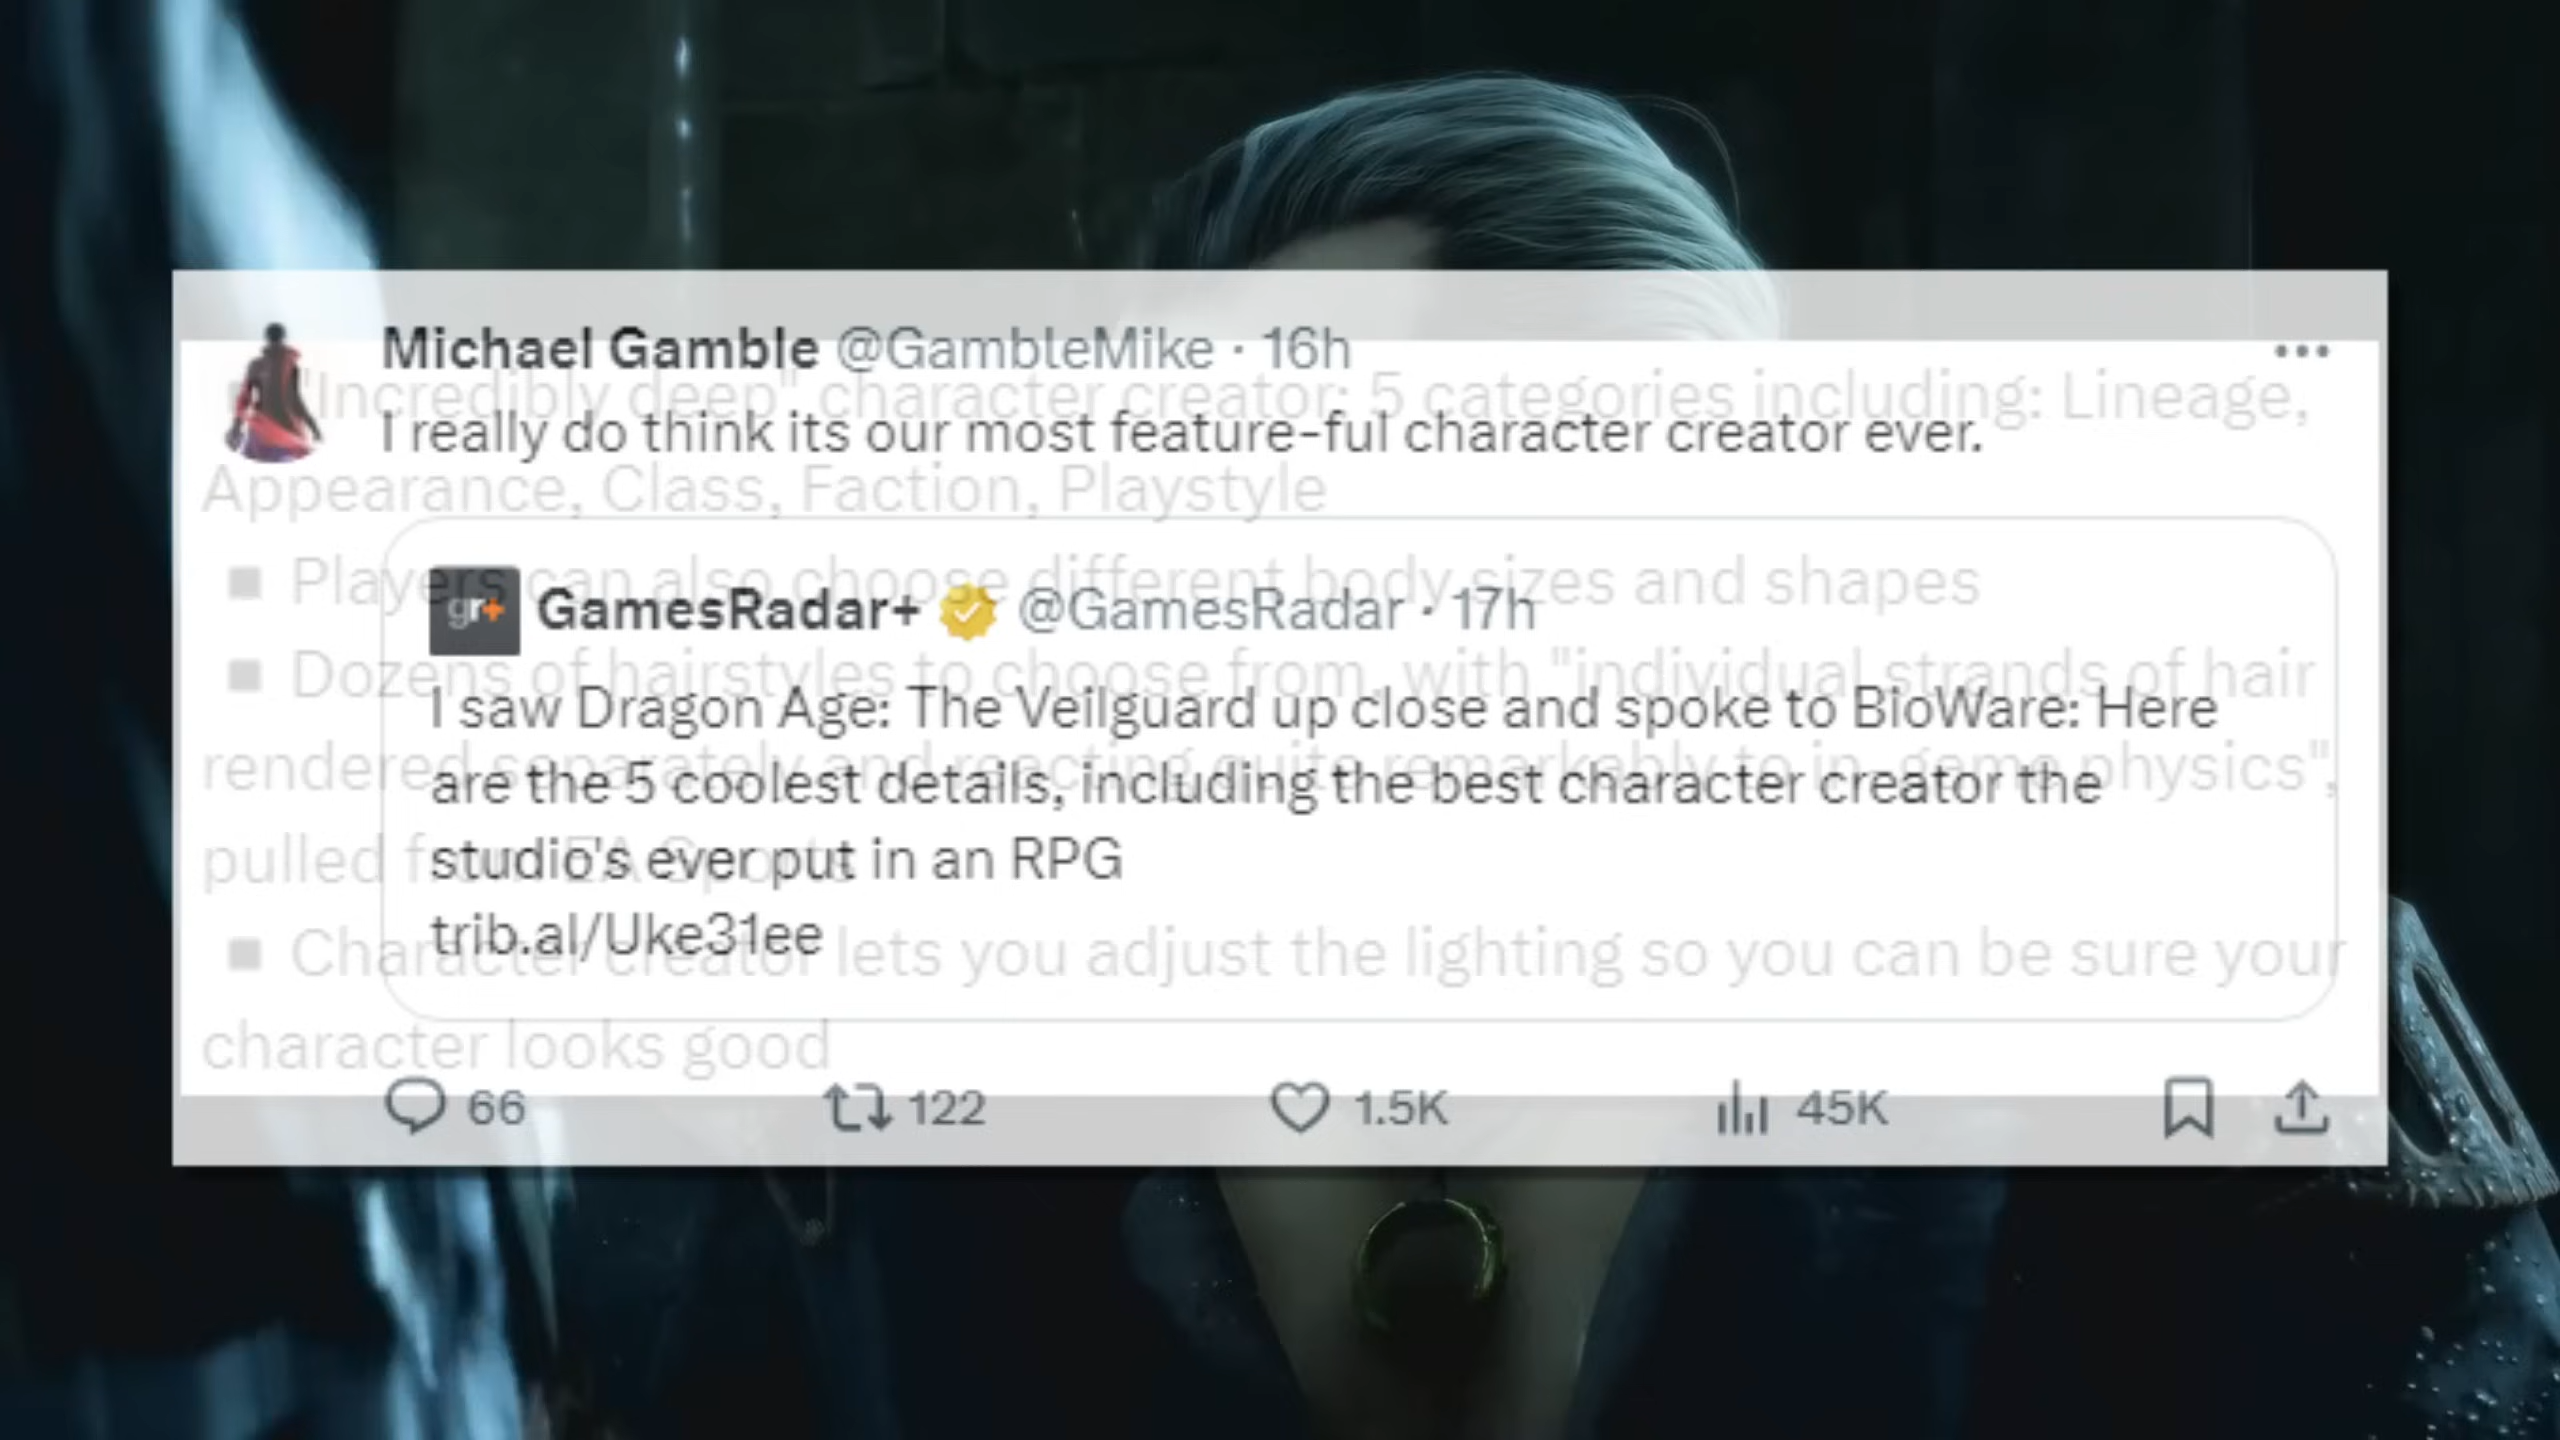 Michael Gamble @GambleMike · 16h
I really do think its our most feature-ful character creator ever.
gr+
GamesRadar+ @GamesRadar · 17h
I saw Dragon Age: The Veilguard up close and spoke to BioWare: Here
are the 5 coolest details, including the best character creator the
studio's ever put in an RPG
trib.al/Uke31ee
66 122 1.5K 45K
"Incredibly deep" character creator: 5 categories including: Lineage,
Appearance, Class, Faction, Playstyle
■ Players can also choose different body sizes and shapes
■ Dozens of hairstyles to choose from, with "individual strands of hair
rendered separately and reacting quite remarkably to in-game physics",
pulled from EA Sports
■ Character creator lets you adjust the lighting so you can be sure your
character looks good